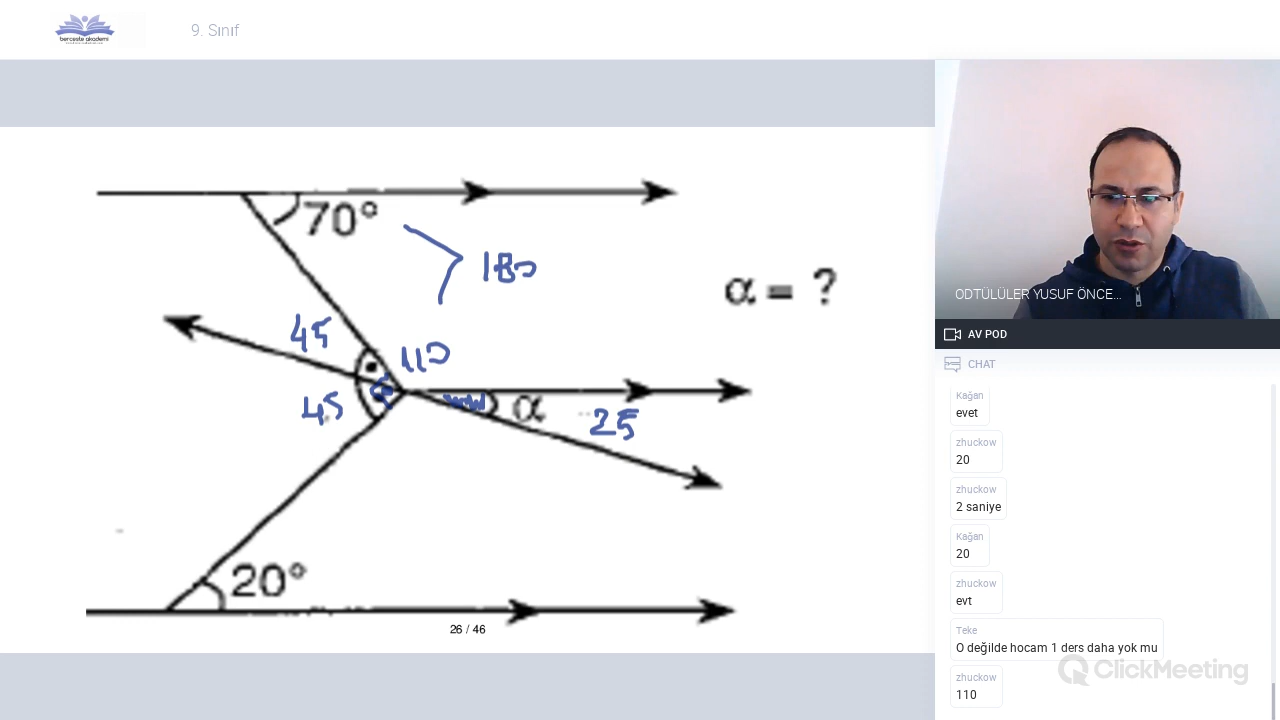 berceste akademi
9. Sınıf
70°
180
α = ?
45
110
45
α
25
20°
26 / 46
ODTÜLÜLER YUSUF ÖNCE...
AV POD
CHAT
Kağan
evet
zhuckow
20
zhuckow
2 saniye
Kağan
20
zhuckow
evt
Teke
O değilde hocam 1 ders daha yok mu
ClickMeeting
zhuckow
110